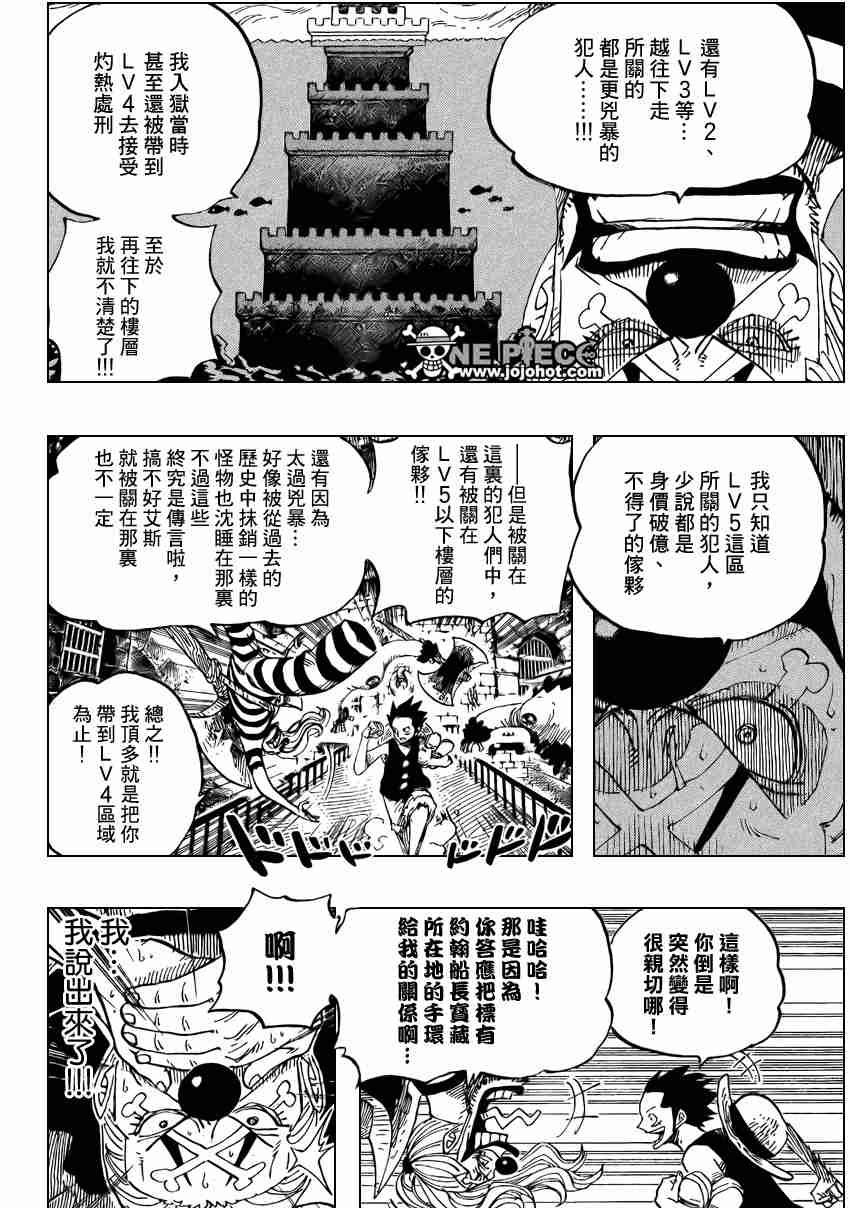 還有LV2、
LV3等…
越往下走
所關的
都是更兇暴的
犯人……!!!
我入獄當時
甚至還被帶到
LV4去接受
灼熱處刑
至於
再往下的樓層
我就不清楚了!!!
ONE PIECE
www.jojohot.com
我只知道
LV5這區
所關的犯人，
少說都是
身價破億、
不得了的傢夥
──但是被關在
這裏的犯人們中，
還有被關在
LV5以下樓層的
傢夥!!
還有因為
太過兇暴…
好像被從過去的
歷史中抹銷一樣的
怪物也沈睡在那裏
不過這些
終究是傳言啦，
搞不好艾斯
就被關在那裏
也不一定
總之!!
我頂多就是把你
帶到LV4區域
為止！
ドドドド
ドドドド
這樣啊！
你倒是
突然變得
很親切哪！
哇哈哈！
那是因為
你答應把標有
約翰船長寶藏
所在地的手環
給我的關係啊…
啊!!!
我…
我說出來了!!!